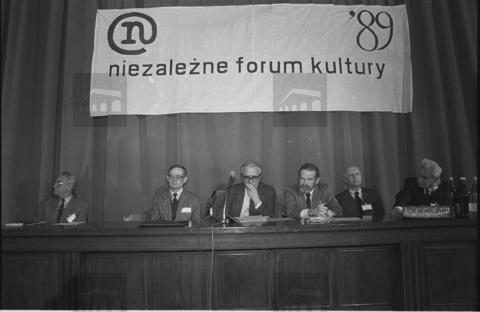 n '89
niezależne forum kultury